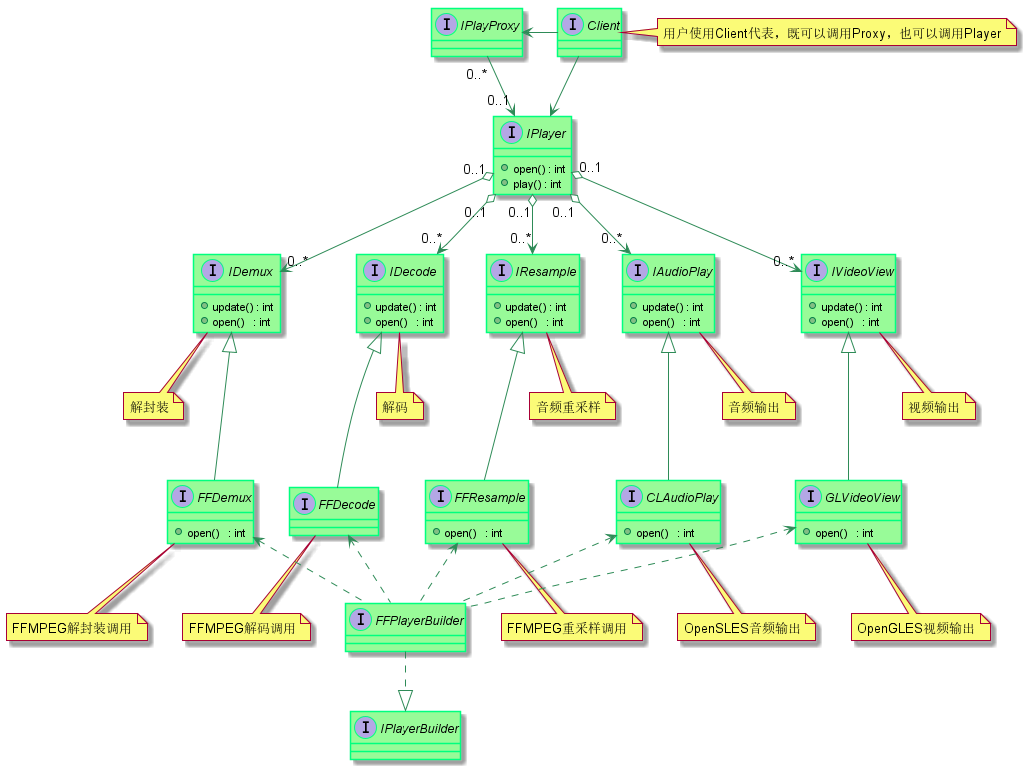 I IPlayProxy
I Client
用户使用Client代表，既可以调用Proxy，也可以调用Player
0..*
0..1
I IPlayer
open() : int
play() : int
0..1
0..1
0..1
0..1
0..1
0..*
0..*
0..*
0..*
0..*
I IDemux
update() : int
open() : int
I IDecode
update() : int
open() : int
I IResample
update() : int
open() : int
I IAudioPlay
update() : int
open() : int
I IVideoView
update() : int
open() : int
解封装
解码
音频重采样
音频输出
视频输出
I FFDemux
open() : int
I FFDecode
I FFResample
open() : int
I CLAudioPlay
open() : int
I GLVideoView
open() : int
FFMPEG解封装调用
FFMPEG解码调用
I FFPlayerBuilder
FFMPEG重采样调用
OpenSLES音频输出
OpenGLES视频输出
I IPlayerBuilder